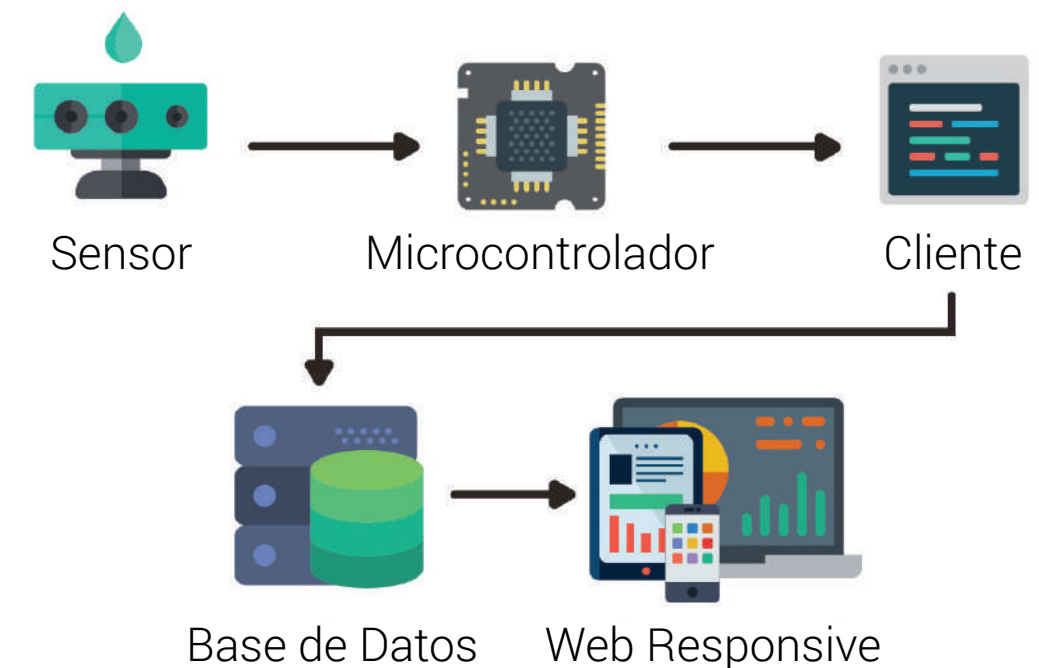 Sensor
Microcontrolador
Cliente
Base de Datos
Web Responsive